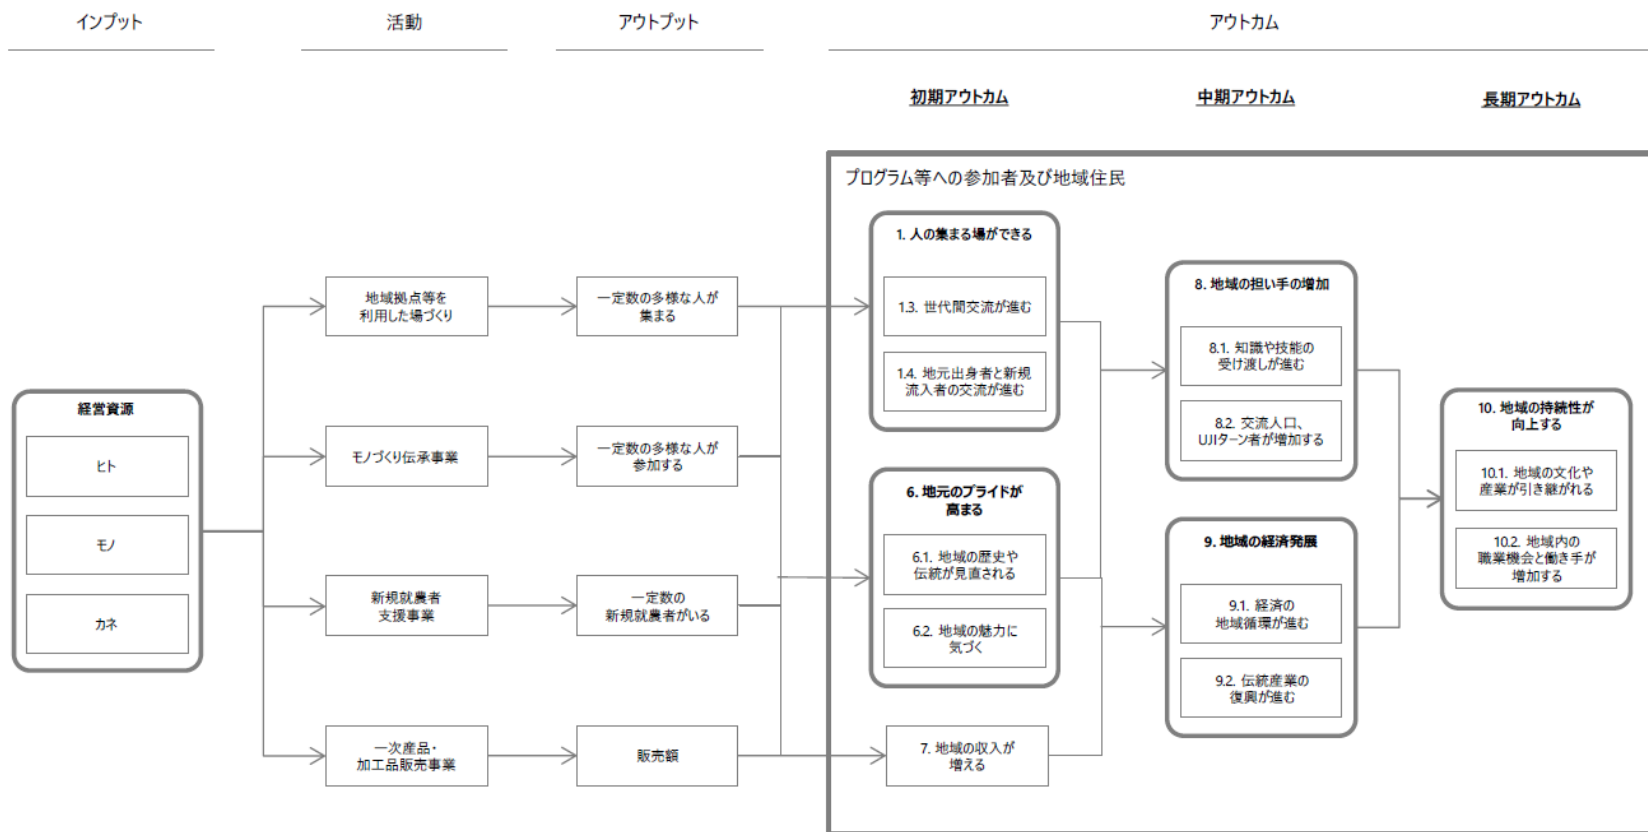 インプット
活動
アウトプット
アウトカム
初期アウトカム
中期アウトカム
長期アウトカム
プログラム等への参加者及び地域住民
経営資源
ヒト
モノ
カネ
地域拠点等を
利用した場づくり
モノづくり伝承事業
新規就農者
支援事業
一次産品・
加工品販売事業
一定数の多様な人が
集まる
一定数の多様な人が
参加する
一定数の
新規就農者がいる
販売額
1. 人の集まる場ができる
1.3. 世代間交流が進む
1.4. 地元出身者と新規
流入者の交流が進む
6. 地元のプライドが
高まる
6.1. 地域の歴史や
伝統が見直される
6.2. 地域の魅力に
気づく
7. 地域の収入が
増える
8. 地域の担い手の増加
8.1. 知識や技能の
受け渡しが進む
8.2. 交流人口、
UJIターン者が増加する
9. 地域の経済発展
9.1. 経済の
地域循環が進む
9.2. 伝統産業の
復興が進む
10. 地域の持続性が
向上する
10.1. 地域の文化や
産業が引き継がれる
10.2. 地域内の
職業機会と働き手が
増加する